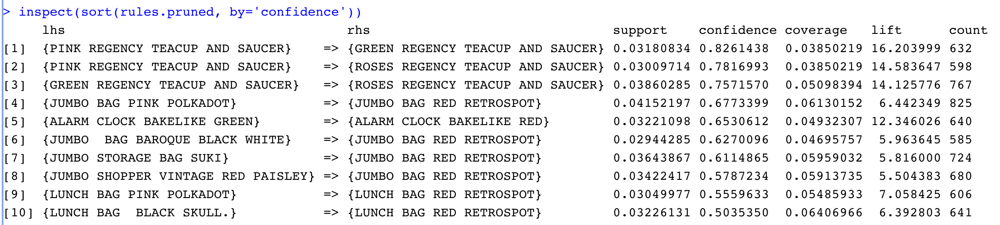 > inspect(sort(rules.pruned, by='confidence'))
     lhs                                      rhs                                  support    confidence coverage   lift      count
[1]  {PINK REGENCY TEACUP AND SAUCER}      => {GREEN REGENCY TEACUP AND SAUCER} 0.03180834 0.8261438  0.03850219 16.203999 632
[2]  {PINK REGENCY TEACUP AND SAUCER}      => {ROSES REGENCY TEACUP AND SAUCER} 0.03009714 0.7816993  0.03850219 14.583647 598
[3]  {GREEN REGENCY TEACUP AND SAUCER}     => {ROSES REGENCY TEACUP AND SAUCER} 0.03860285 0.7571570  0.05098394 14.125776 767
[4]  {JUMBO BAG PINK POLKADOT}             => {JUMBO BAG RED RETROSPOT}         0.04152197 0.6773399  0.06130152  6.442349 825
[5]  {ALARM CLOCK BAKELIKE GREEN}          => {ALARM CLOCK BAKELIKE RED}        0.03221098 0.6530612  0.04932307 12.346026 640
[6]  {JUMBO  BAG BAROQUE BLACK WHITE}      => {JUMBO BAG RED RETROSPOT}         0.02944285 0.6270096  0.04695757  5.963645 585
[7]  {JUMBO STORAGE BAG SUKI}              => {JUMBO BAG RED RETROSPOT}         0.03643867 0.6114865  0.05959032  5.816000 724
[8]  {JUMBO SHOPPER VINTAGE RED PAISLEY} => {JUMBO BAG RED RETROSPOT}         0.03422417 0.5787234  0.05913735  5.504383 680
[9]  {LUNCH BAG PINK POLKADOT}             => {LUNCH BAG RED RETROSPOT}         0.03049977 0.5559633  0.05485933  7.058425 606
[10] {LUNCH BAG  BLACK SKULL.}             => {LUNCH BAG RED RETROSPOT}         0.03226131 0.5035350  0.06406966  6.392803 641